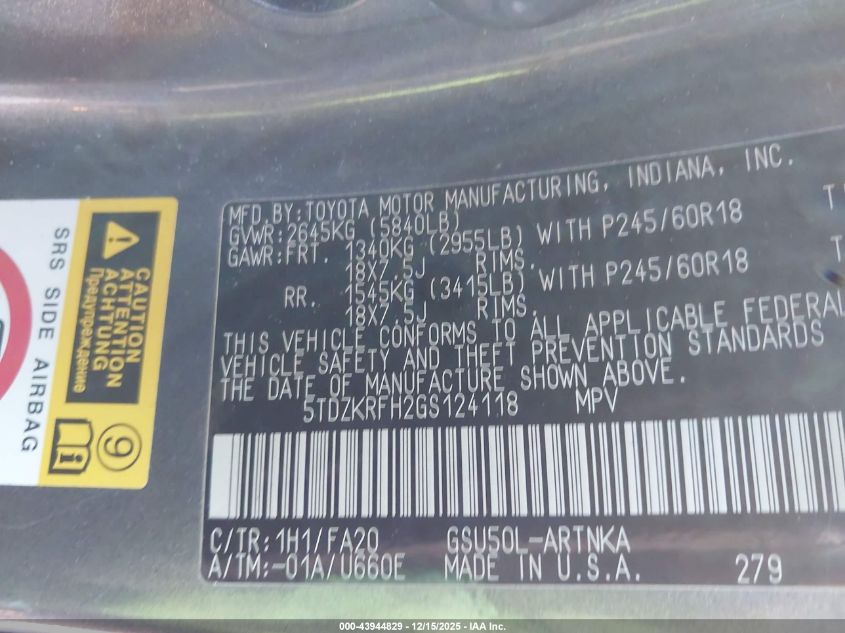 MFD.BY:TOYOTA MOTOR MANUFACTURING, INDIANA, INC.
GVWR:2645KG (5840LB)
GAWR:FRT. 1340KG (2955LB) WITH P245/60R18
18X7.5J RIMS.
RR. 1545KG (3415LB) WITH P245/60R18
18X7.5J RIMS.
THIS VEHICLE CONFORMS TO ALL APPLICABLE FEDERAL
VEHICLE SAFETY AND THEFT PREVENTION STANDARDS
THE DATE OF MANUFACTURE SHOWN ABOVE.
5TDZKRFH2GS124118 MPV
C/TR:1H1/FA20 GSU50L-ARTNKA
A/TM:-01A/U660E MADE IN U.S.A. 279
CAUTION
ATTENTION
ACHTUNG
Предупреждение
9
SRS SIDE AIRBAG
000-43944829 - 12/15/2025 - IAA Inc.